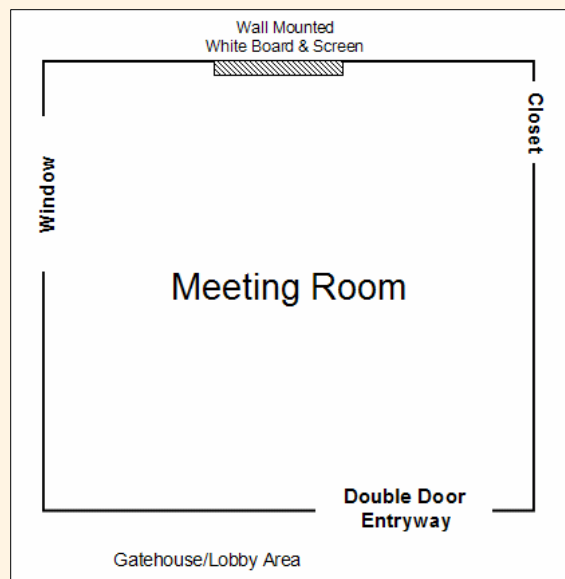 Wall Mounted
White Board & Screen
Closet
Window
Meeting Room
Double Door
Entryway
Gatehouse/Lobby Area